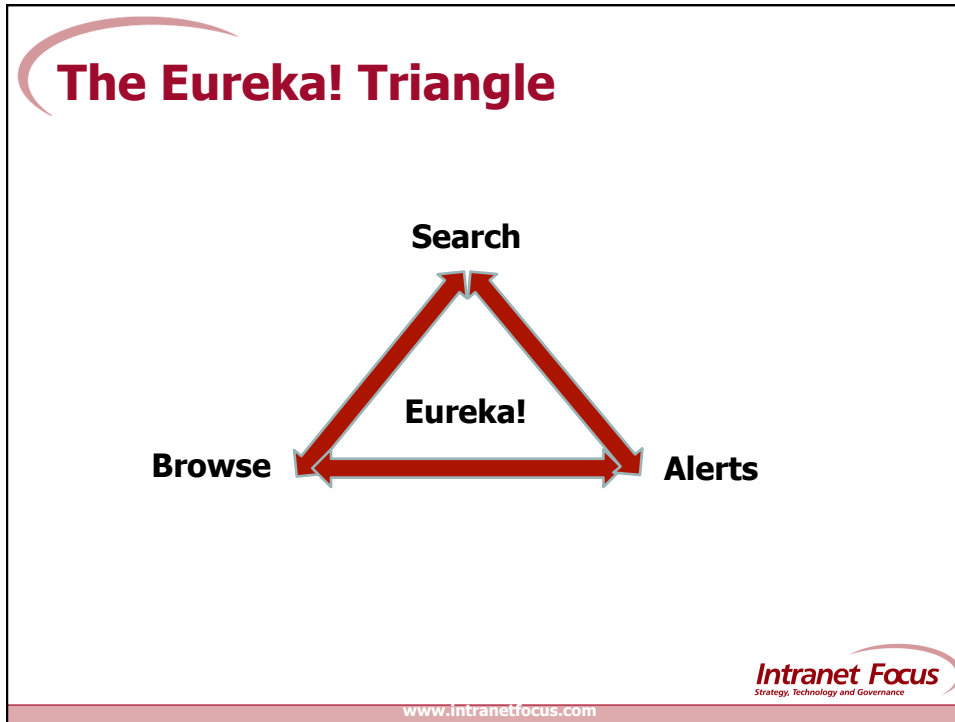 The Eureka! Triangle
Search
Eureka!
Browse
Alerts
Intranet Focus
Strategy, Technology and Governance
www.intranetfocus.com